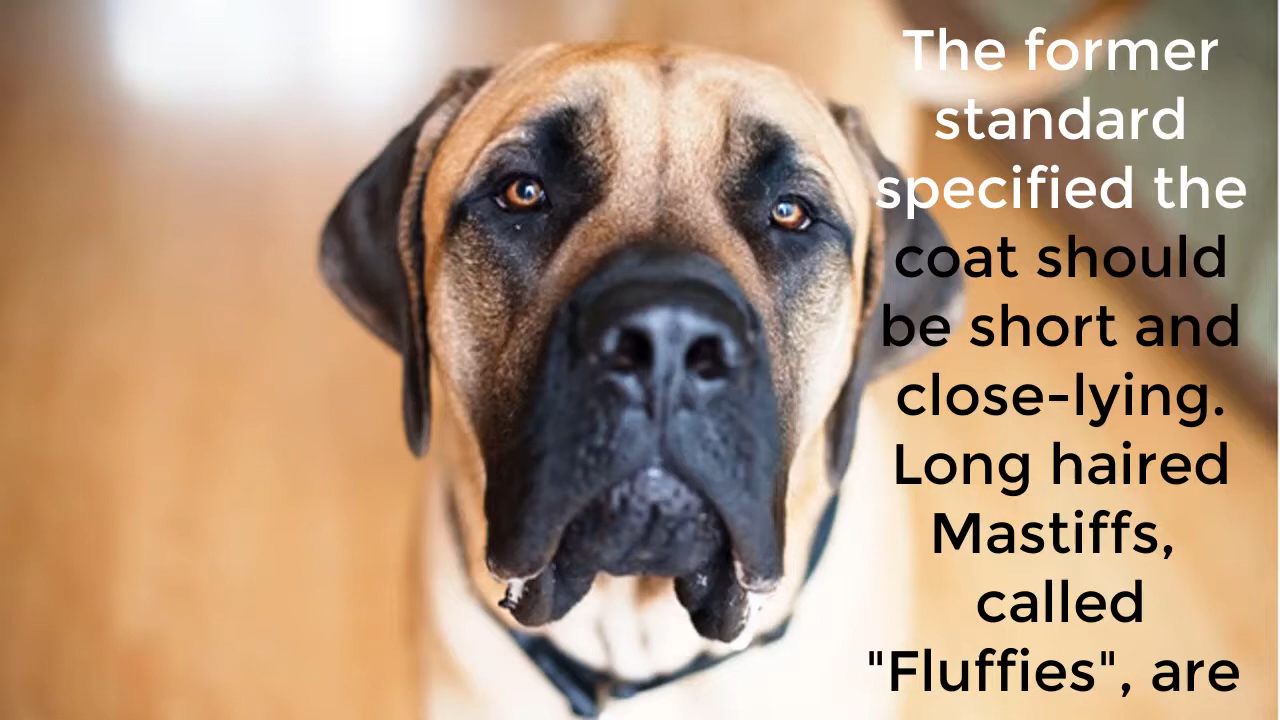 The former
standard
specified the
coat should
be short and
close-lying.
Long haired
Mastiffs,
called
"Fluffies", are